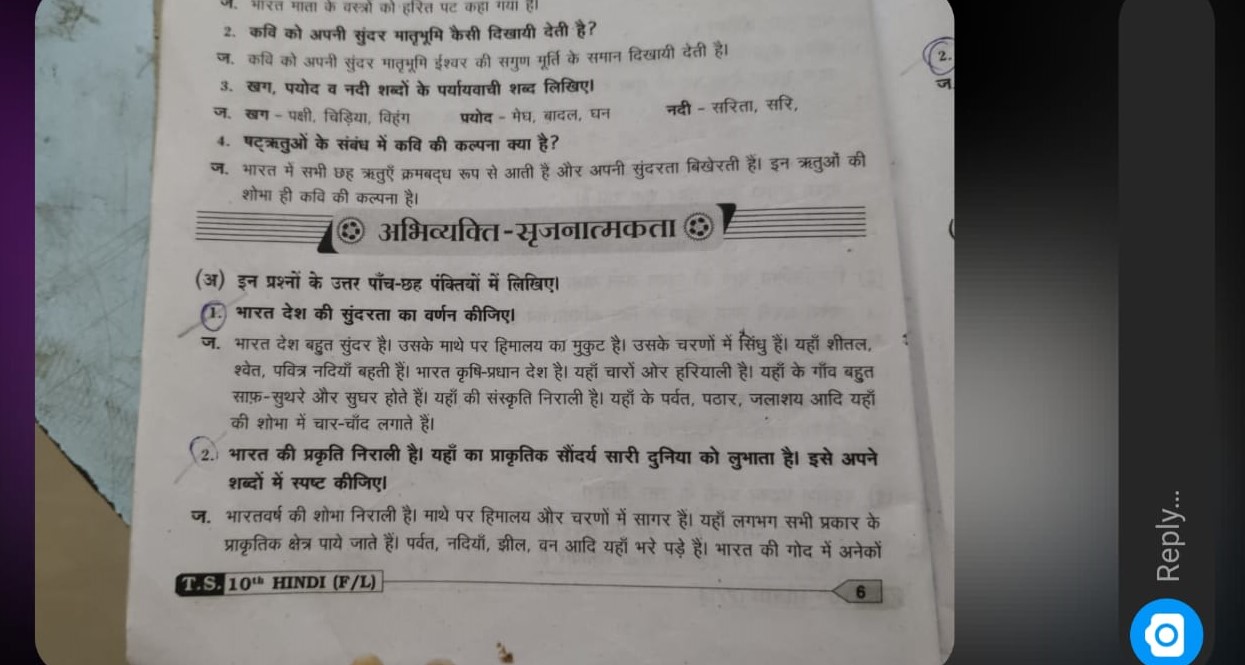 ज. भारत माता के वस्त्रों को हरित पट कहा गया है।
2. कवि को अपनी सुंदर मातृभूमि कैसी दिखायी देती है?
ज. कवि को अपनी सुंदर मातृभूमि ईश्वर की सगुण मूर्ति के समान दिखायी देती है।
3. खग, पयोद व नदी शब्दों के पर्यायवाची शब्द लिखिए।
ज. खग - पक्षी, चिड़िया, विहंग पयोद - मेघ, बादल, घन नदी - सरिता, सरि,
4. षट्ऋतुओं के संबंध में कवि की कल्पना क्या है?
ज. भारत में सभी छह ऋतुएँ क्रमबद्ध रूप से आती हैं और अपनी सुंदरता बिखेरती हैं। इन ऋतुओं की
शोभा ही कवि की कल्पना है।
अभिव्यक्ति-सृजनात्मकता
(अ) इन प्रश्नों के उत्तर पाँच-छह पंक्तियों में लिखिए।
1. भारत देश की सुंदरता का वर्णन कीजिए।
ज. भारत देश बहुत सुंदर है। उसके माथे पर हिमालय का मुकुट है। उसके चरणों में सिंधु हैं। यहाँ शीतल,
श्वेत, पवित्र नदियाँ बहती हैं। भारत कृषि-प्रधान देश है। यहाँ चारों ओर हरियाली है। यहाँ के गाँव बहुत
साफ़-सुथरे और सुघर होते हैं। यहाँ की संस्कृति निराली है। यहाँ के पर्वत, पठार, जलाशय आदि यहाँ
की शोभा में चार-चाँद लगाते हैं।
2. भारत की प्रकृति निराली है। यहाँ का प्राकृतिक सौंदर्य सारी दुनिया को लुभाता है। इसे अपने
शब्दों में स्पष्ट कीजिए।
ज. भारतवर्ष की शोभा निराली है। माथे पर हिमालय और चरणों में सागर हैं। यहाँ लगभग सभी प्रकार के
प्राकृतिक क्षेत्र पाये जाते हैं। पर्वत, नदियाँ, झील, वन आदि यहाँ भरे पड़े हैं। भारत की गोद में अनेकों
T.S. 10th HINDI (F/L)
6
2.
ज
Reply...